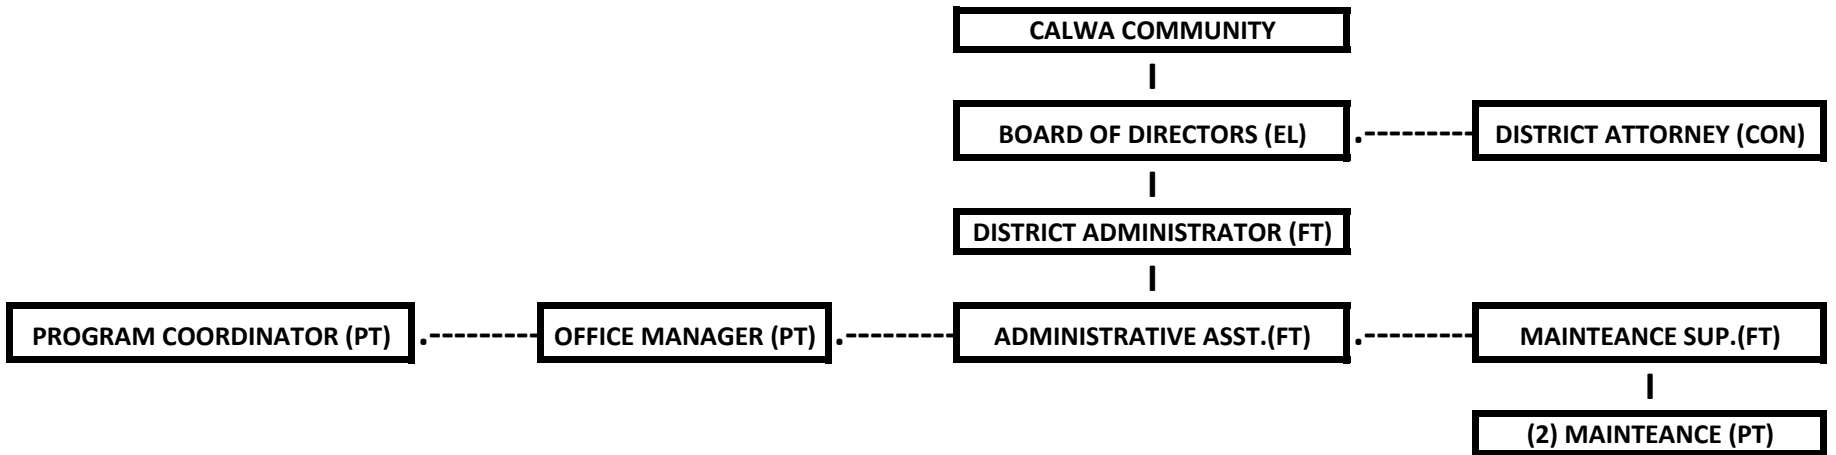 CALWA COMMUNITY
BOARD OF DIRECTORS (EL)
DISTRICT ATTORNEY (CON)
DISTRICT ADMINISTRATOR (FT)
PROGRAM COORDINATOR (PT)
OFFICE MANAGER (PT)
ADMINISTRATIVE ASST.(FT)
MAINTEANCE SUP.(FT)
(2) MAINTEANCE (PT)